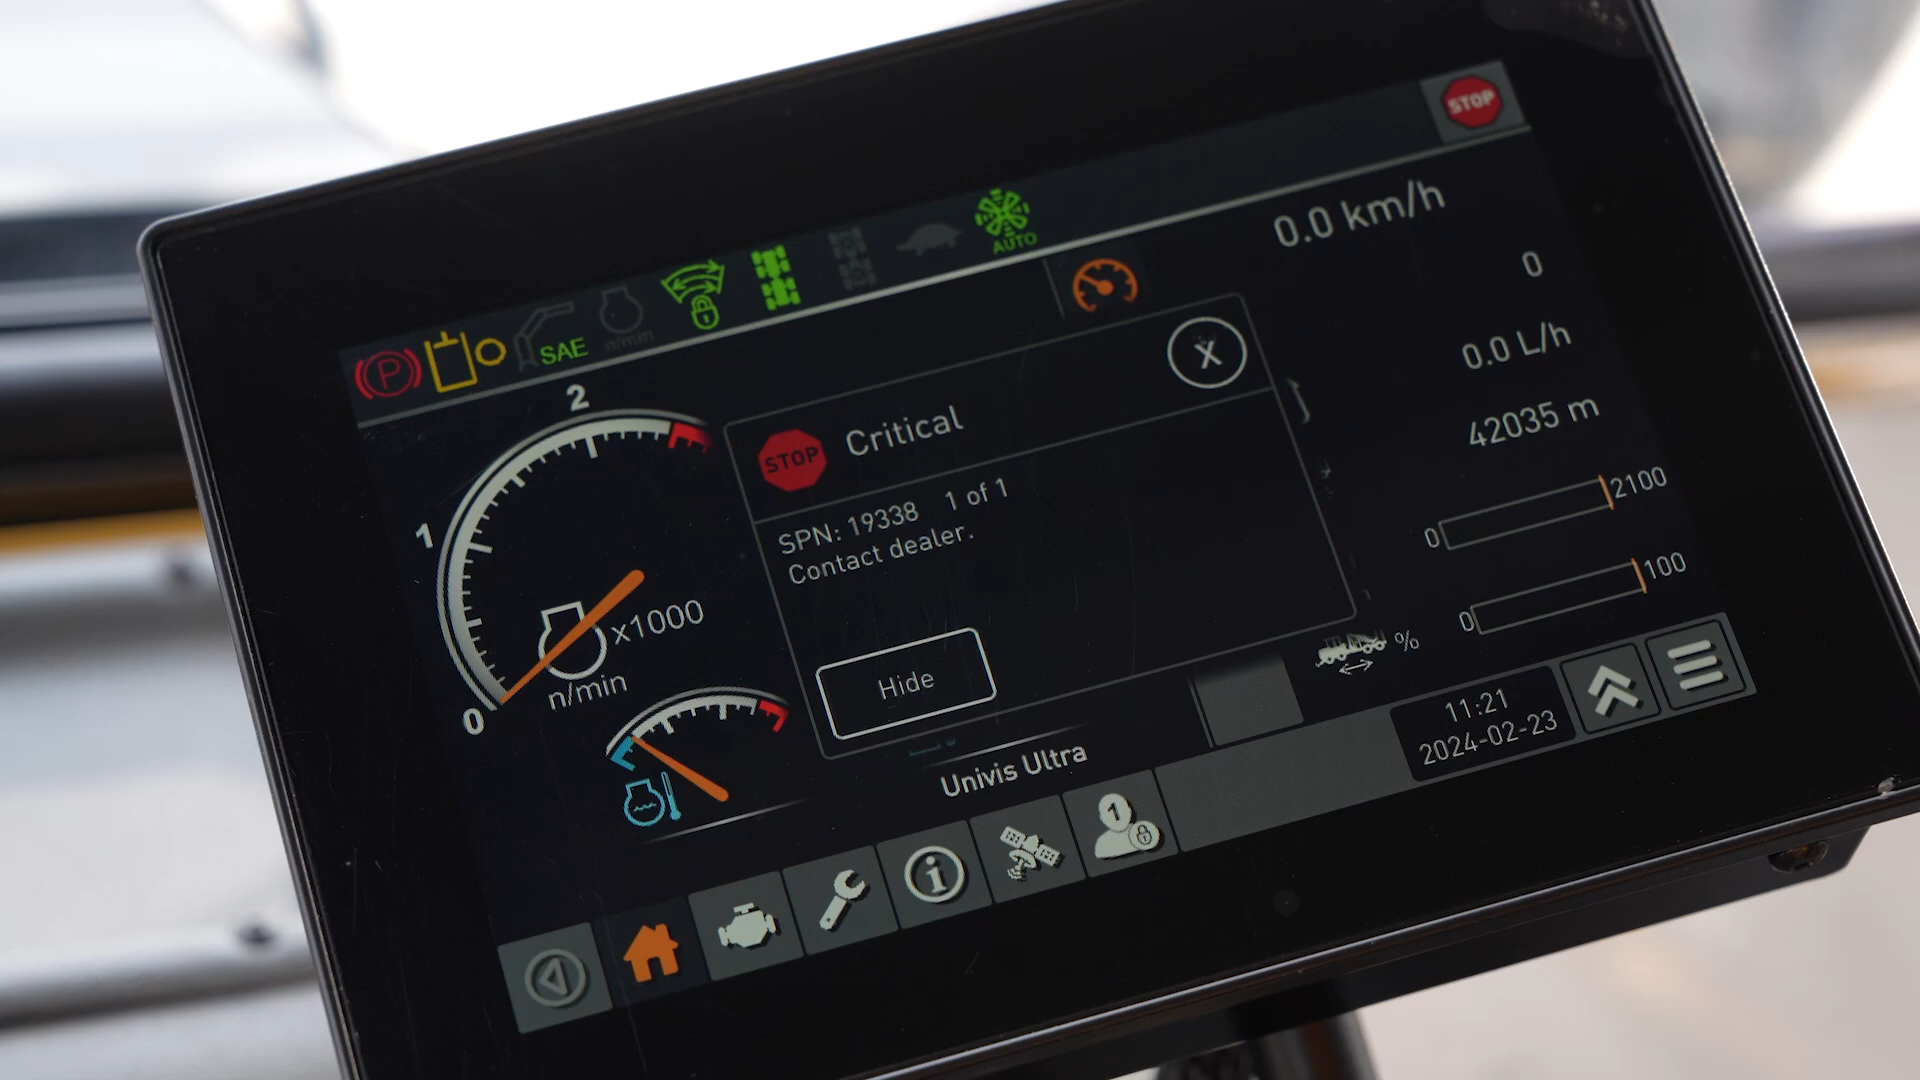 STOP
0.0 km/h
AUTO
0
P
SAE
n/min
0.0 L/h
2
X
42035 m
STOP
Critical
1
SPN: 19338 1 of 1
Contact dealer.
0
2100
x1000
n/min
0
100
%
Hide
0
Univis Ultra
11:21
2024-02-23
1